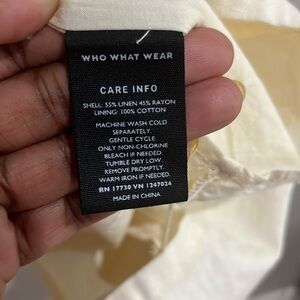 WHO WHAT WEAR
CARE INFO
SHELL: 55% LINEN 45% RAYON
LINING: 100% COTTON
MACHINE WASH COLD
SEPARATELY.
GENTLE CYCLE.
ONLY NON-CHLORINE
BLEACH IF NEEDED.
TUMBLE DRY LOW.
REMOVE PROMPTLY.
WARM IRON IF NEEDED.
RN 17730 VN 1247024
MADE IN CHINA